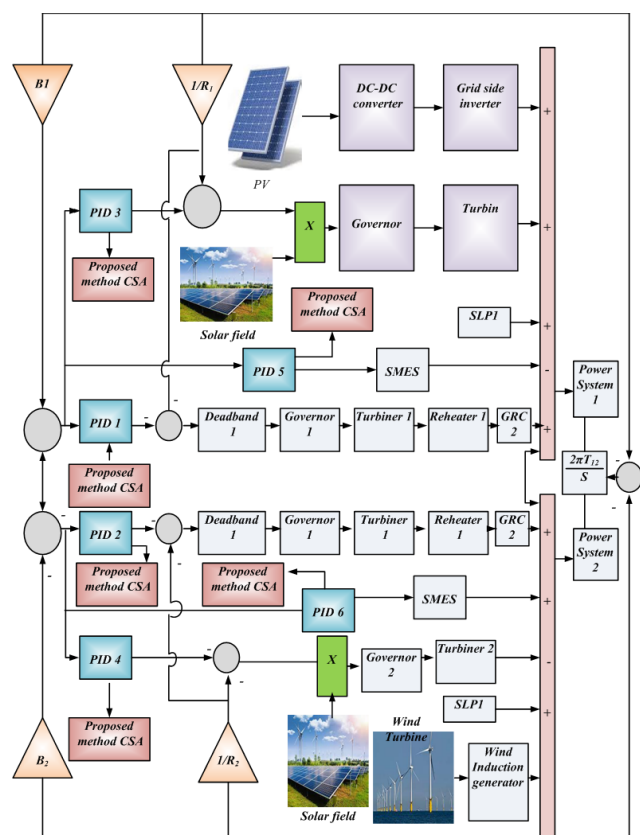 B1
1/R1
DC-DC
converter
Grid side
inverter
+
PV
PID 3
X
Governor
Turbin
+
Proposed
method CSA
Solar field
Proposed
method CSA
SLP1
+
PID 5
SMES
-
Power
System
1
PID 1
-
-
Deadband
1
Governor
1
Turbiner 1
Reheater 1
GRC
2
+
Proposed
method CSA
2πT12
S
-
-
-
PID 2
-
-
Deadband
1
Governor
1
Turbiner 1
Reheater 1
GRC
2
+
Power
System
2
-
Proposed
method CSA
Proposed
method CSA
PID 6
SMES
+
PID 4
-
-
X
Governor
2
Turbiner 2
-
Proposed
method CSA
SLP1
+
B2
1/R2
Solar field
Wind
Turbine
Wind
Induction
generator